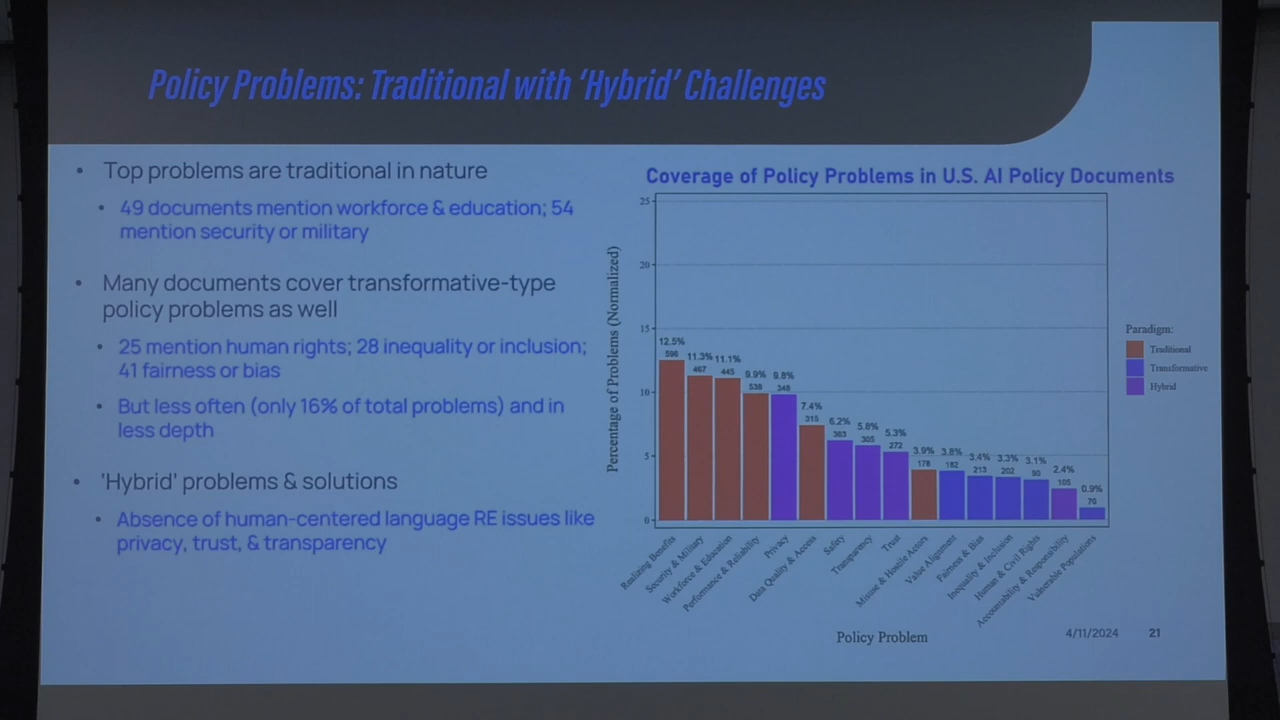 Policy Problems: Traditional with ‘Hybrid’ Challenges
• Top problems are traditional in nature
• 49 documents mention workforce & education; 54
mention security or military
• Many documents cover transformative-type
policy problems as well
• 25 mention human rights; 28 inequality or inclusion;
41 fairness or bias
• But less often (only 16% of total problems) and in
less depth
• ‘Hybrid’ problems & solutions
• Absence of human-centered language RE issues like
privacy, trust, & transparency
Coverage of Policy Problems in U.S. AI Policy Documents
Percentage of Problems (Normalized)
25
20
15
10
5
0
12.5%
598
11.3%
467
11.1%
445
9.9%
538
9.8%
349
7.4%
315
6.2%
363
5.8%
305
5.3%
272
3.9%
178
3.8%
182
3.4%
213
3.3%
202
3.1%
90
2.4%
105
0.9%
Realizing Benefits
Security & Military
Workforce & Education
Performance & Reliability
Privacy
Data Quality & Access
Safety
Transparency
Trust
Misuse & Hostile Actors
Value Alignment
Fairness & Bias
Inequality & Inclusion
Human & Civil Rights
Accountability & Responsibility
Vulnerable Populations
Policy Problem
Paradigm:
Traditional
Transformative
Hybrid
4/11/2024
21